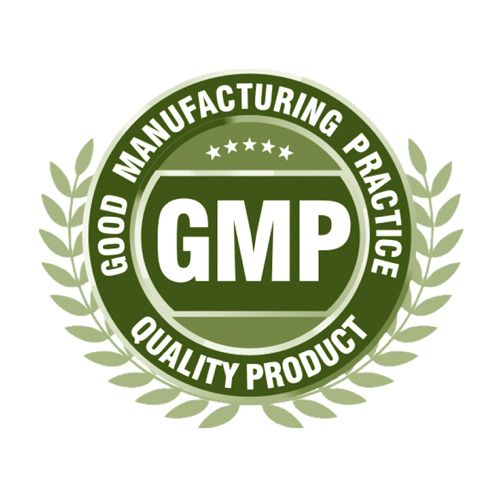 GOOD MANUFACTURING PRACTICE
GMP
QUALITY PRODUCT